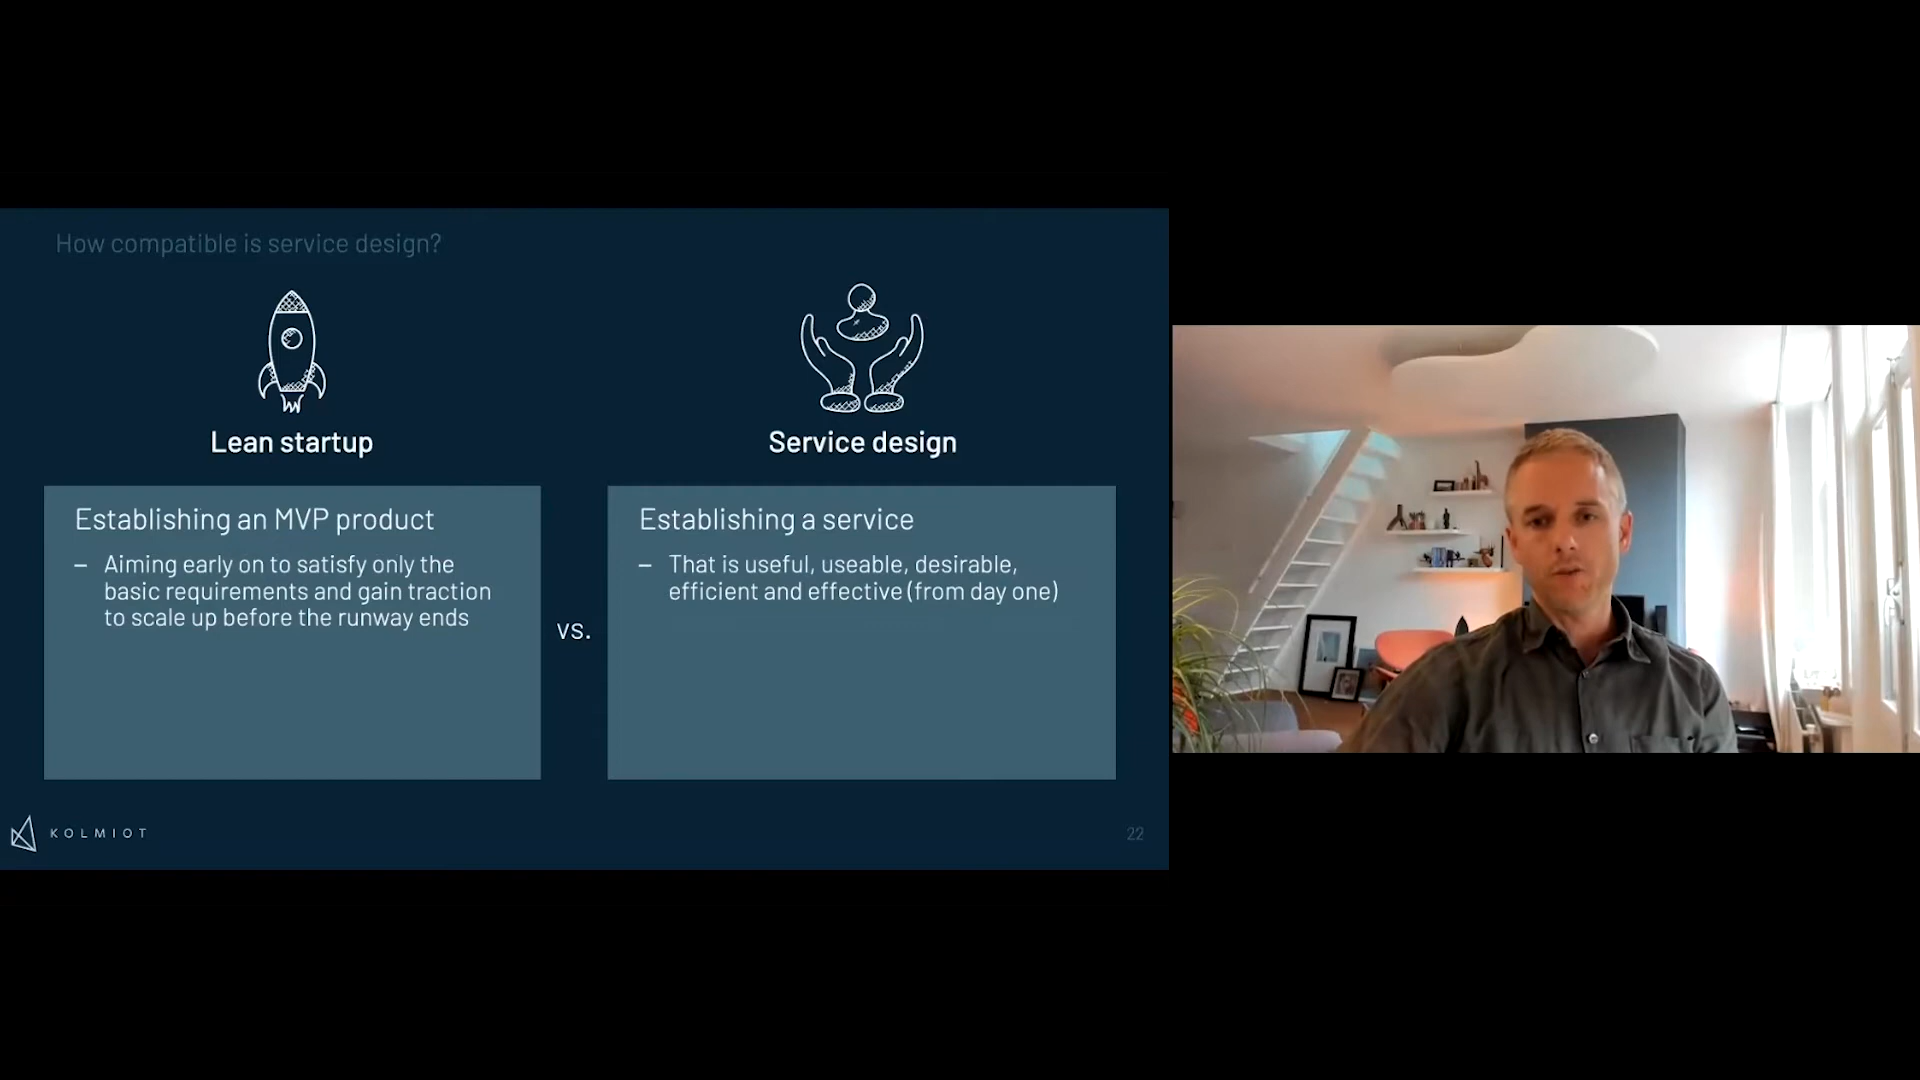 How compatible is service design?
Lean startup
Establishing an MVP product
– Aiming early on to satisfy only the
basic requirements and gain traction
to scale up before the runway ends
vs.
Service design
Establishing a service
– That is useful, useable, desirable,
efficient and effective (from day one)
KOLMIOT
22